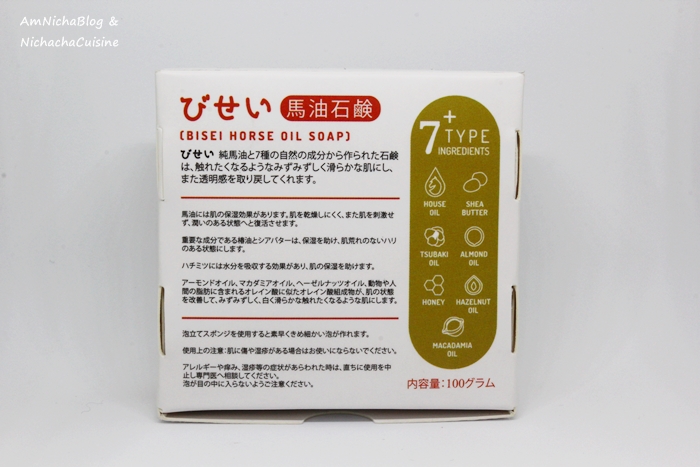 AmNichaBlog &
NichachaCuisine
びせい 馬油石鹸
(BISEI HORSE OIL SOAP)
びせい 純馬油と7種の自然の成分から作られた石鹸
は、触れたくなるようなみずみずしく滑らかな肌にし、
また透明感を取り戻してくれます。
馬油には肌の保湿効果があります。肌を乾燥しにくく、また肌を刺激せ
ず、潤いのある状態へと復活させます。
重要な成分である椿油とシアバターは、保湿を助け、肌荒れのないハリ
のある状態にします。
ハチミツには水分を吸収する効果があり、肌の保湿を助けます。
アーモンドオイル、マカダミアオイル、ヘーゼルナッツオイル、動物や人
間の脂肪に含まれるオレイン酸に似たオレイン酸組成物が、肌の状態
を改善して、みずみずしく、白く滑らかな触れたくなるような肌にします。
泡立てスポンジを使用すると素早くきめ細かい泡が作れます。
使用上の注意：肌に傷や湿疹がある場合はお使いにならないでください。
アレルギーや痒み、湿疹等の症状があらわれた時は、直ちに使用を中
止し専門医へ相談してください。
泡が目の中に入らないようご注意ください。
7+ TYPE
INGREDIENTS
HOUSE
OIL
SHEA
BUTTER
TSUBAKI
OIL
ALMOND
OIL
HONEY
HAZELNUT
OIL
MACADAMIA
OIL
内容量：100グラム